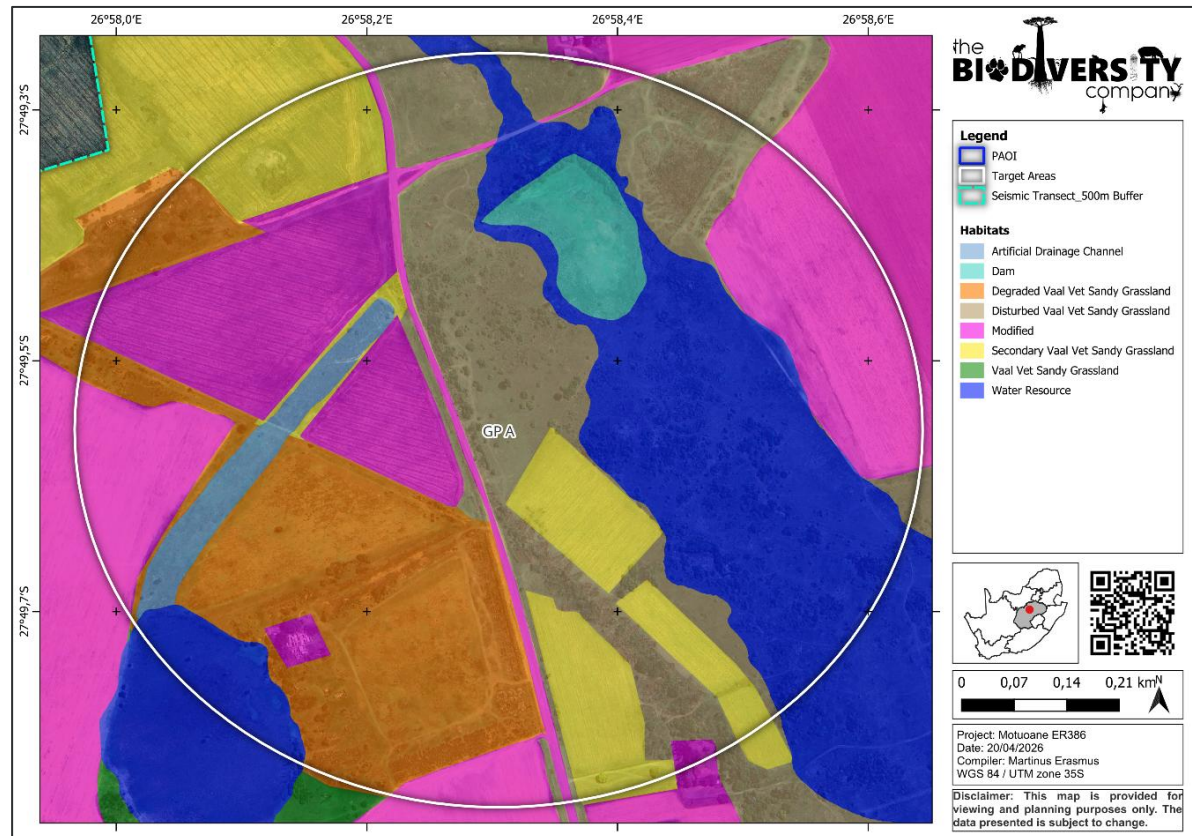 26°58,0'E
26°58,2'E
26°58,4'E
26°58,6'E
27°49,3'S
27°49,5'S
27°49,7'S
GP A
the
BIODIVERSITY
company
Legend
PAOI
Target Areas
Seismic Transect_500m Buffer
Habitats
Artificial Drainage Channel
Dam
Degraded Vaal Vet Sandy Grassland
Disturbed Vaal Vet Sandy Grassland
Modified
Secondary Vaal Vet Sandy Grassland
Vaal Vet Sandy Grassland
Water Resource
0 0,07 0,14 0,21 km
N
Project: Motuoane ER386
Date: 20/04/2026
Compiler: Martinus Erasmus
WGS 84 / UTM zone 35S
Disclaimer: This map is provided for
viewing and planning purposes only. The
data presented is subject to change.